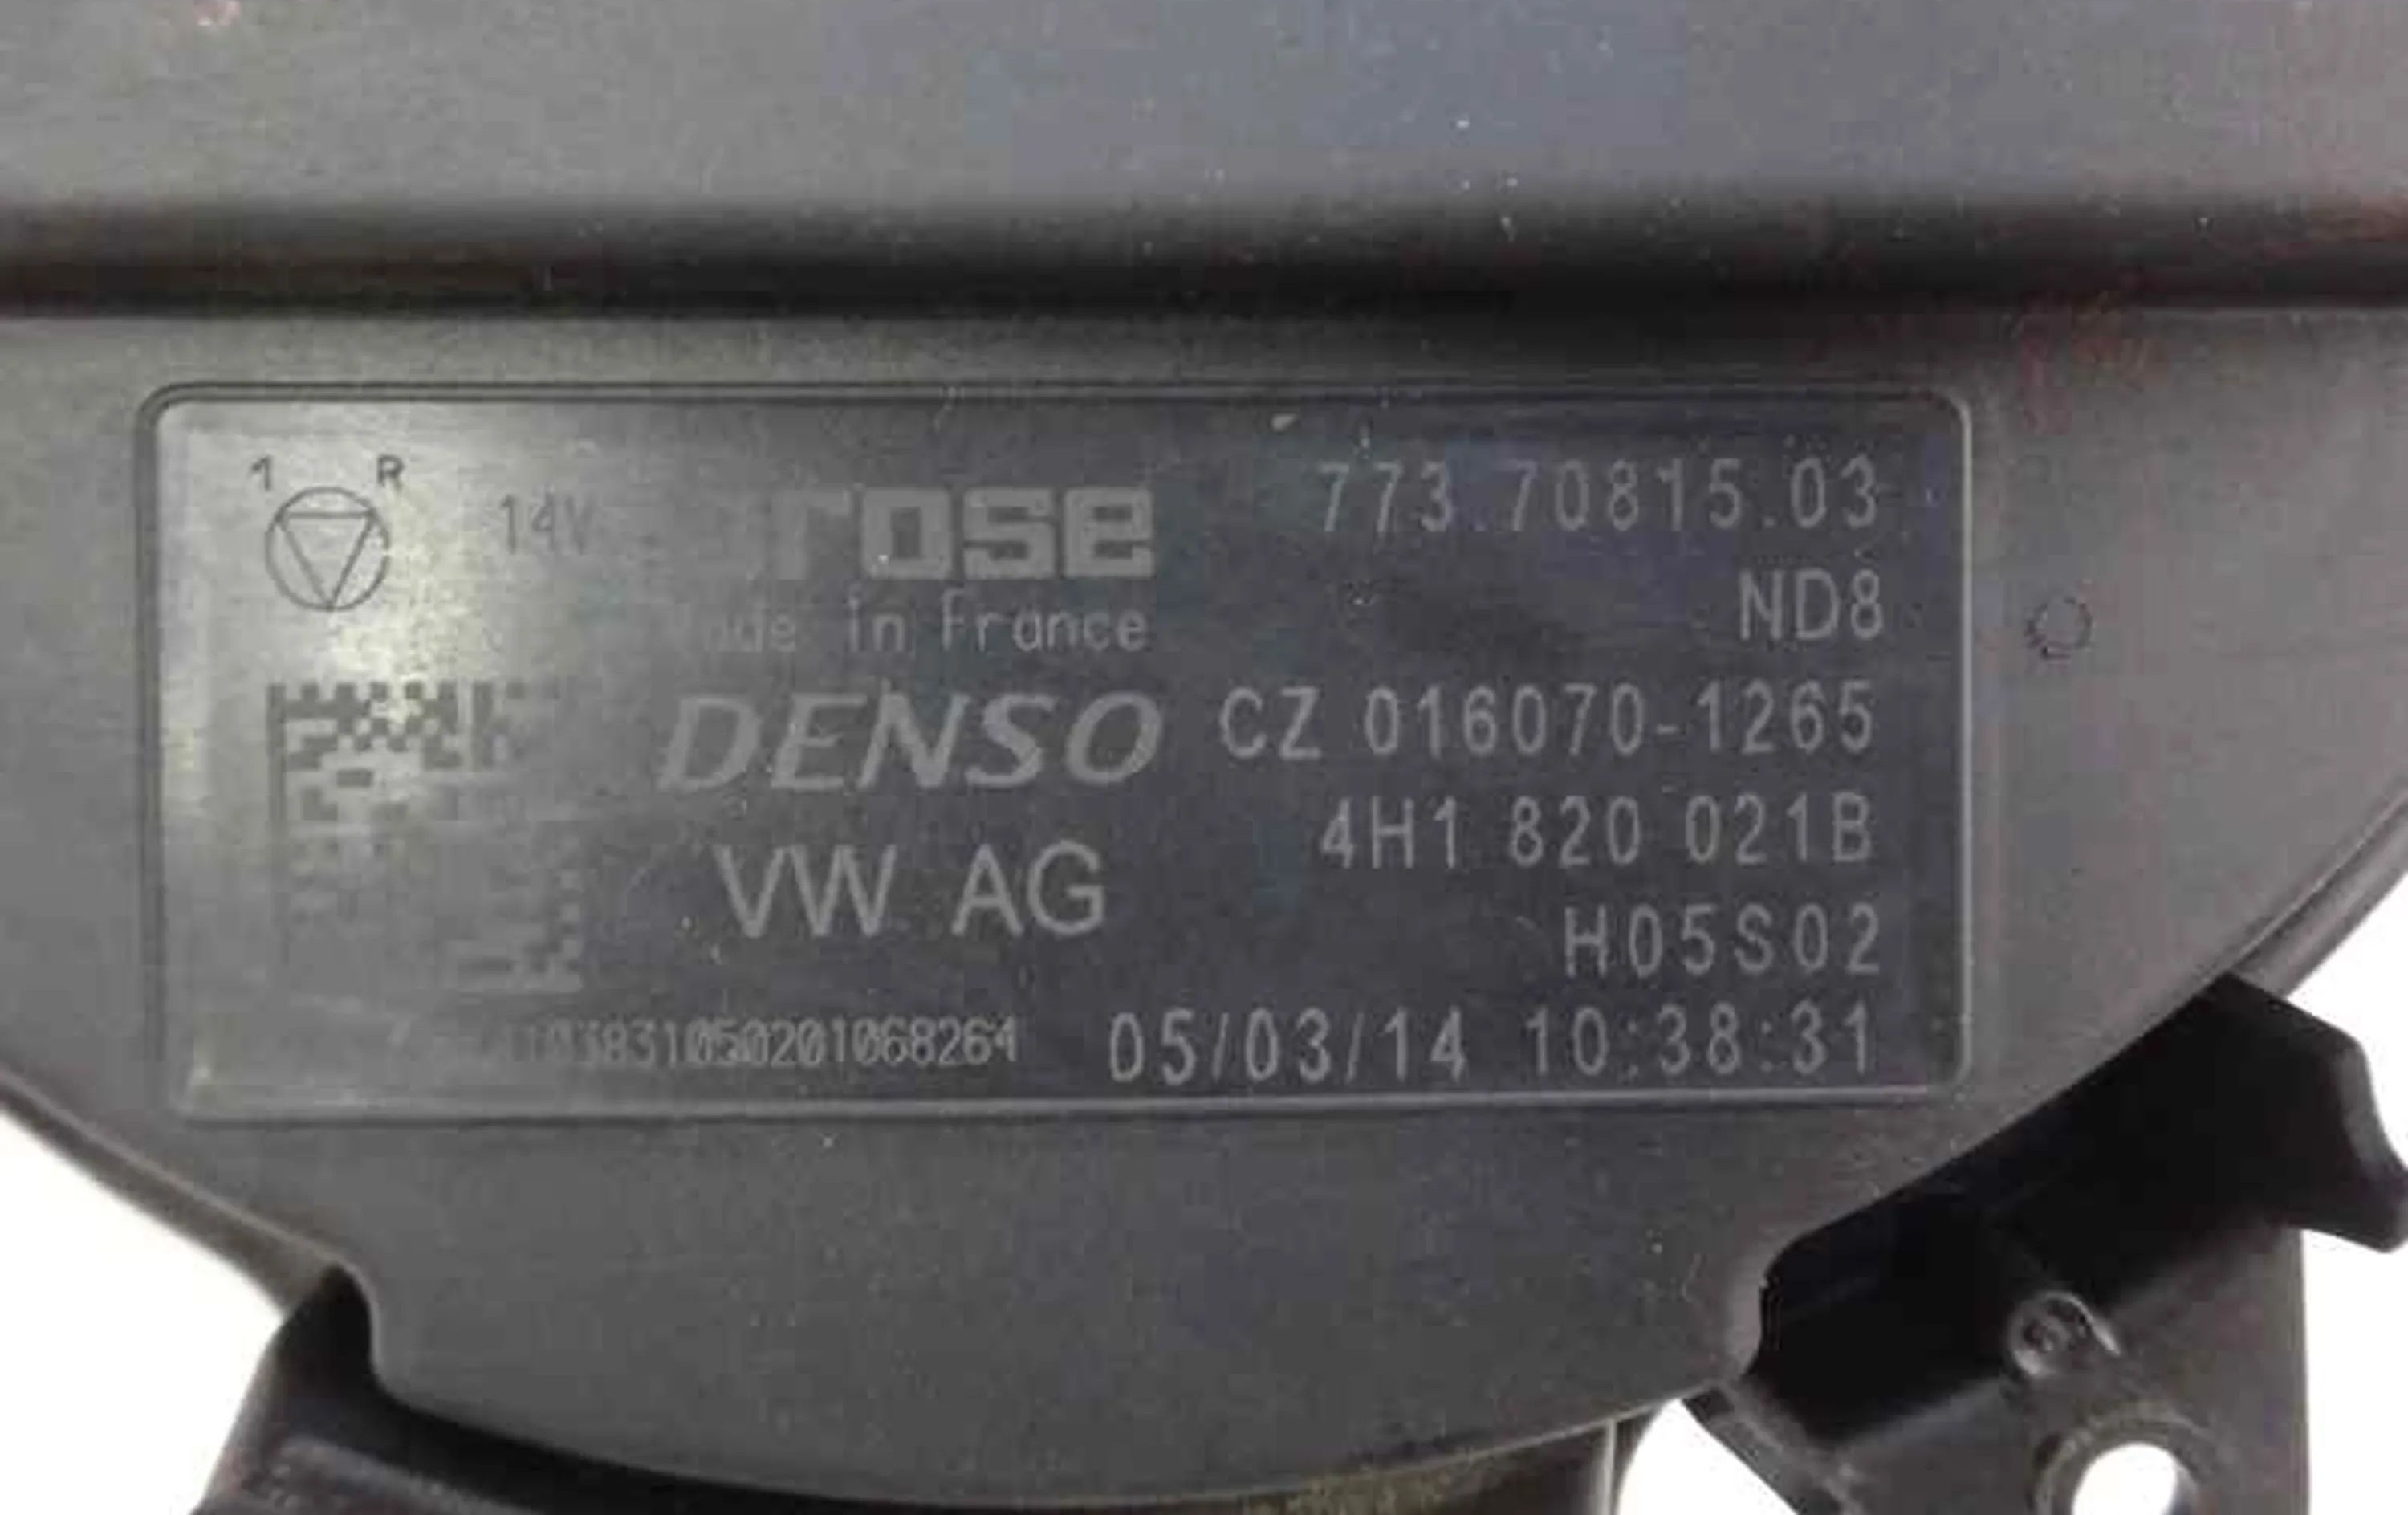 1 R
14V
rose
773.70815.03
Made in France
ND8
DENSO
CZ 016070-1265
VW AG
4H1 820 021B
H05S02
05/03/14 10:38:31